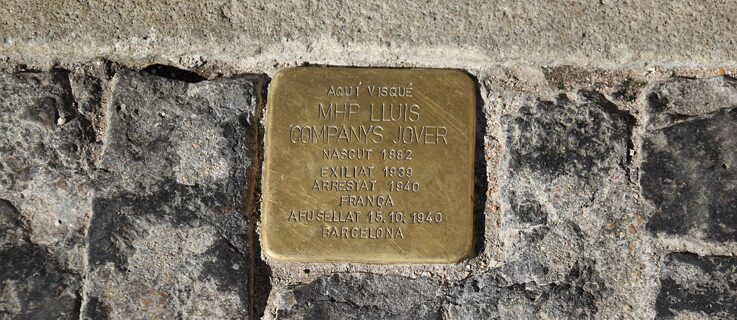 AQUÍ VISQUÉ
MHP LLUIS
COMPANYS JOVER
NASCUT 1882
EXILIAT 1939
ARRESTAT 1940
FRANÇA
AFUSELLAT 15.10.1940
BARCELONA